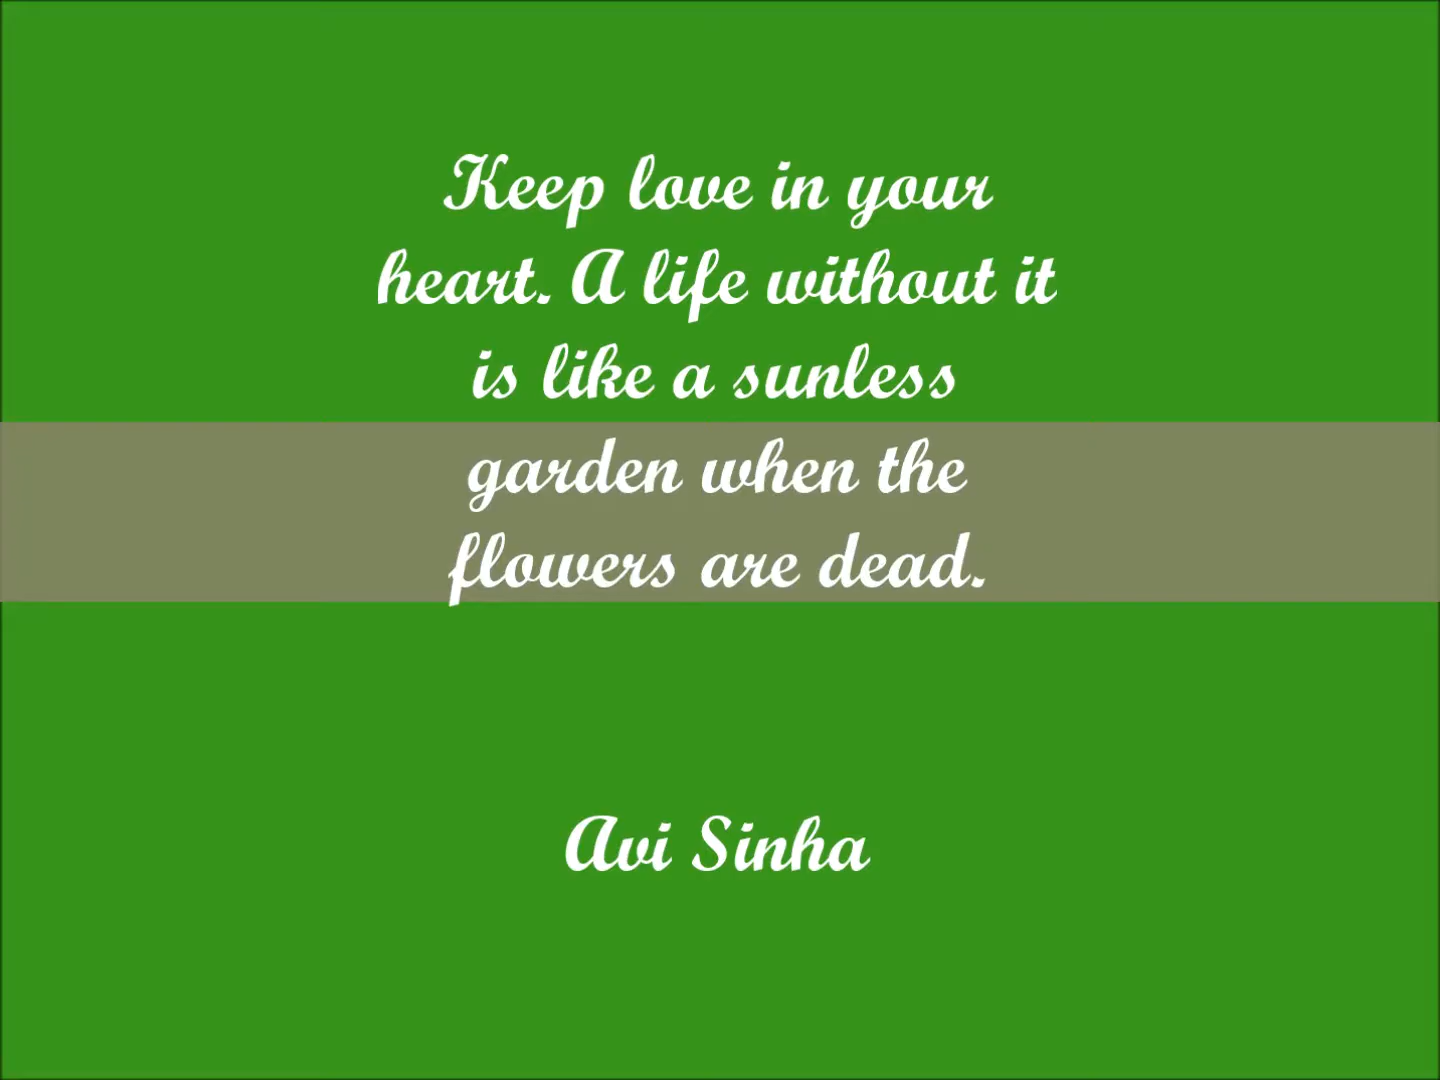 Keep love in your
heart. A life without it
is like a sunless
garden when the
flowers are dead.
Avi Sinha